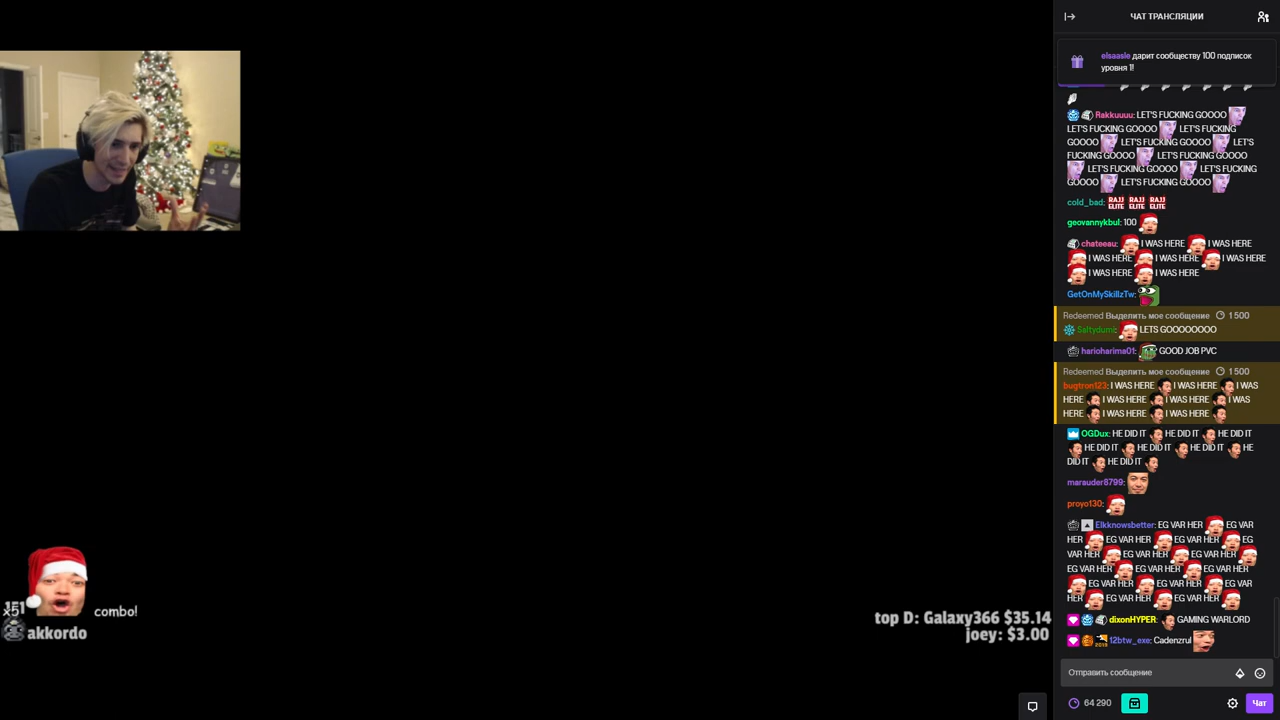 ЧАТ ТРАНСЛЯЦИИ
elsaasle дарит сообществу 100 подписок
уровня 1!
Rakkuuuu: LET'S FUCKING GOOOO
LET'S FUCKING GOOOO LET'S FUCKING
GOOOO LET'S FUCKING GOOOO LET'S
FUCKING GOOOO LET'S FUCKING GOOOO
LET'S FUCKING GOOOO LET'S FUCKING
GOOOO LET'S FUCKING GOOOO
cold_bad: RAJJ ELITE RAJJ ELITE RAJJ ELITE
geovannykbul: 100
chateeau: I WAS HERE I WAS HERE
I WAS HERE I WAS HERE I WAS HERE
I WAS HERE I WAS HERE
GetOnMySkillzTw:
Redeemed Выделить мое сообщение 1 500
Saltydumi: LETS GOOOOOOOO
harioharima01: GOOD JOB PVC
Redeemed Выделить мое сообщение 1 500
bugtron123: I WAS HERE I WAS HERE I WAS
HERE I WAS HERE I WAS HERE I WAS
HERE I WAS HERE I WAS HERE
OGDux: HE DID IT HE DID IT HE DID IT
HE DID IT HE DID IT HE DID IT HE
DID IT HE DID IT
marauder8799:
proyo130:
Elkknowsbetter: EG VAR HER EG VAR
HER EG VAR HER EG VAR HER EG
VAR HER EG VAR HER EG VAR HER
EG VAR HER EG VAR HER EG VAR HER
EG VAR HER EG VAR HER EG VAR
HER EG VAR HER EG VAR HER
dixonHYPER: GAMING WARLORD
12btw_exe: Cadenzrul
Отправить сообщение
64 290
Чат
combo!
akkordo
top D: Galaxy366 $35.14
joey: $3.00